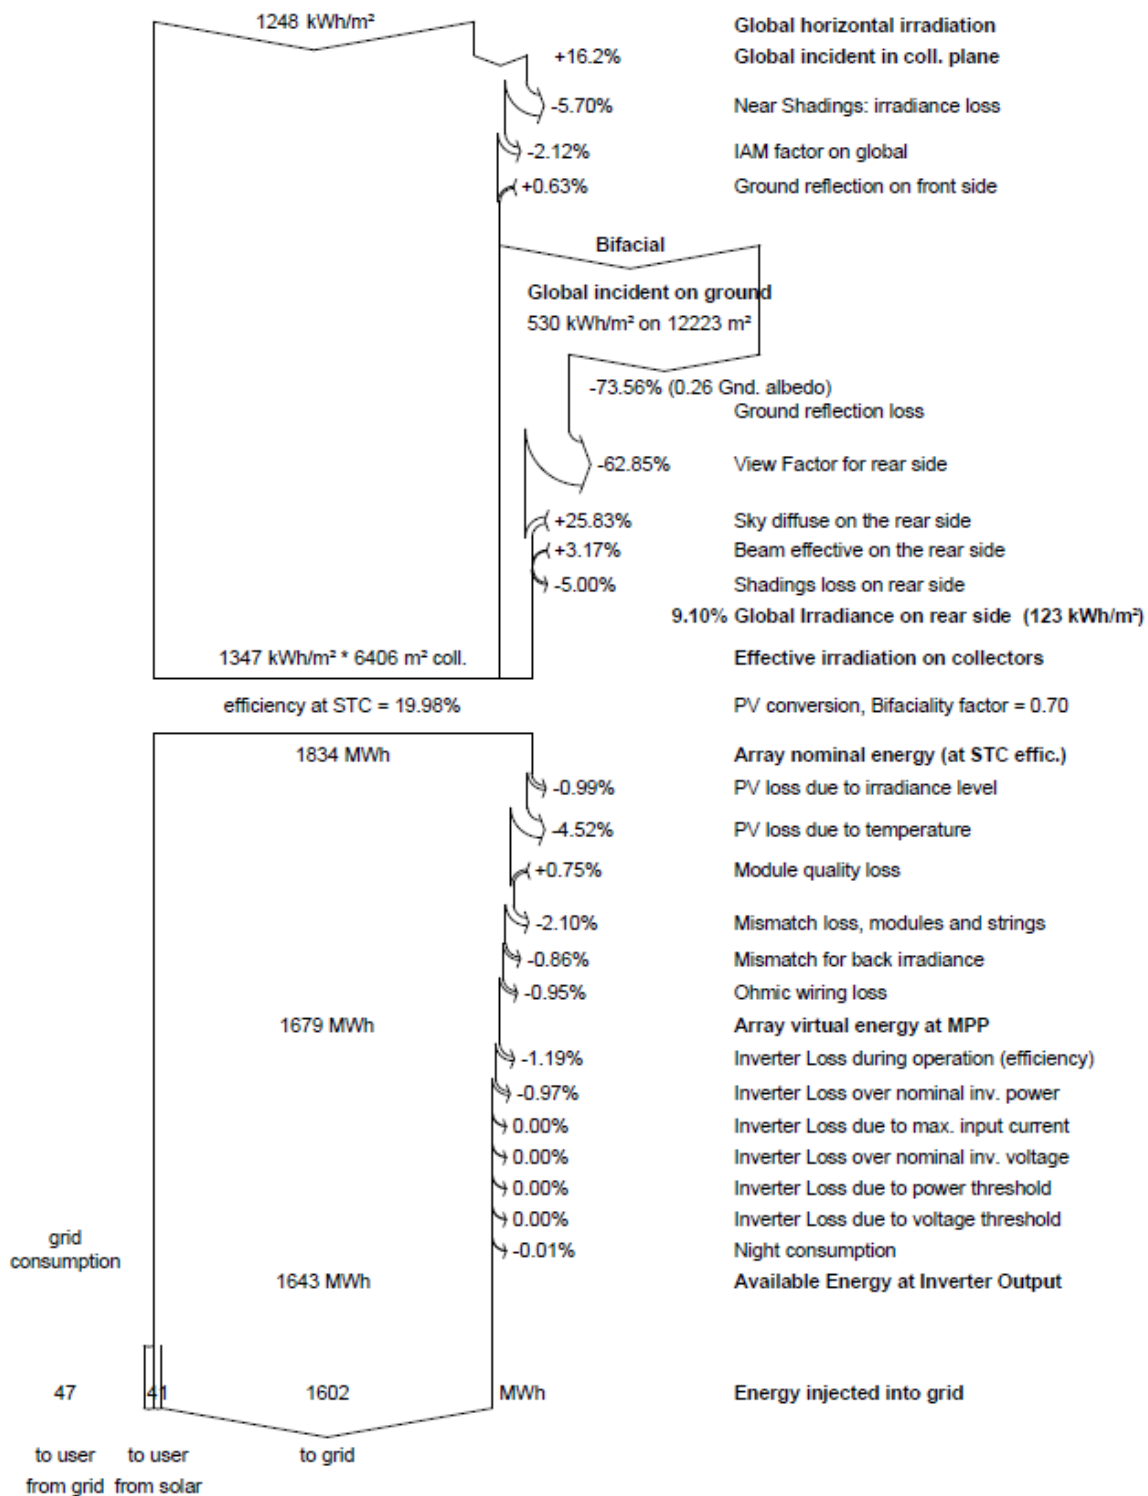 1248 kWh/m² Global horizontal irradiation
+16.2% Global incident in coll. plane
-5.70% Near Shadings: irradiance loss
-2.12% IAM factor on global
+0.63% Ground reflection on front side
Bifacial
Global incident on ground
530 kWh/m² on 12223 m²
-73.56% (0.26 Gnd. albedo)
Ground reflection loss
-62.85% View Factor for rear side
+25.83% Sky diffuse on the rear side
+3.17% Beam effective on the rear side
-5.00% Shadings loss on rear side
9.10% Global Irradiance on rear side (123 kWh/m²)
1347 kWh/m² * 6406 m² coll. Effective irradiation on collectors
efficiency at STC = 19.98% PV conversion, Bifaciality factor = 0.70
1834 MWh Array nominal energy (at STC effic.)
-0.99% PV loss due to irradiance level
-4.52% PV loss due to temperature
+0.75% Module quality loss
-2.10% Mismatch loss, modules and strings
-0.86% Mismatch for back irradiance
-0.95% Ohmic wiring loss
1679 MWh Array virtual energy at MPP
-1.19% Inverter Loss during operation (efficiency)
-0.97% Inverter Loss over nominal inv. power
0.00% Inverter Loss due to max. input current
0.00% Inverter Loss over nominal inv. voltage
0.00% Inverter Loss due to power threshold
0.00% Inverter Loss due to voltage threshold
grid
consumption
-0.01% Night consumption
1643 MWh Available Energy at Inverter Output
47 41 1602 MWh Energy injected into grid
to user to user to grid
from grid from solar